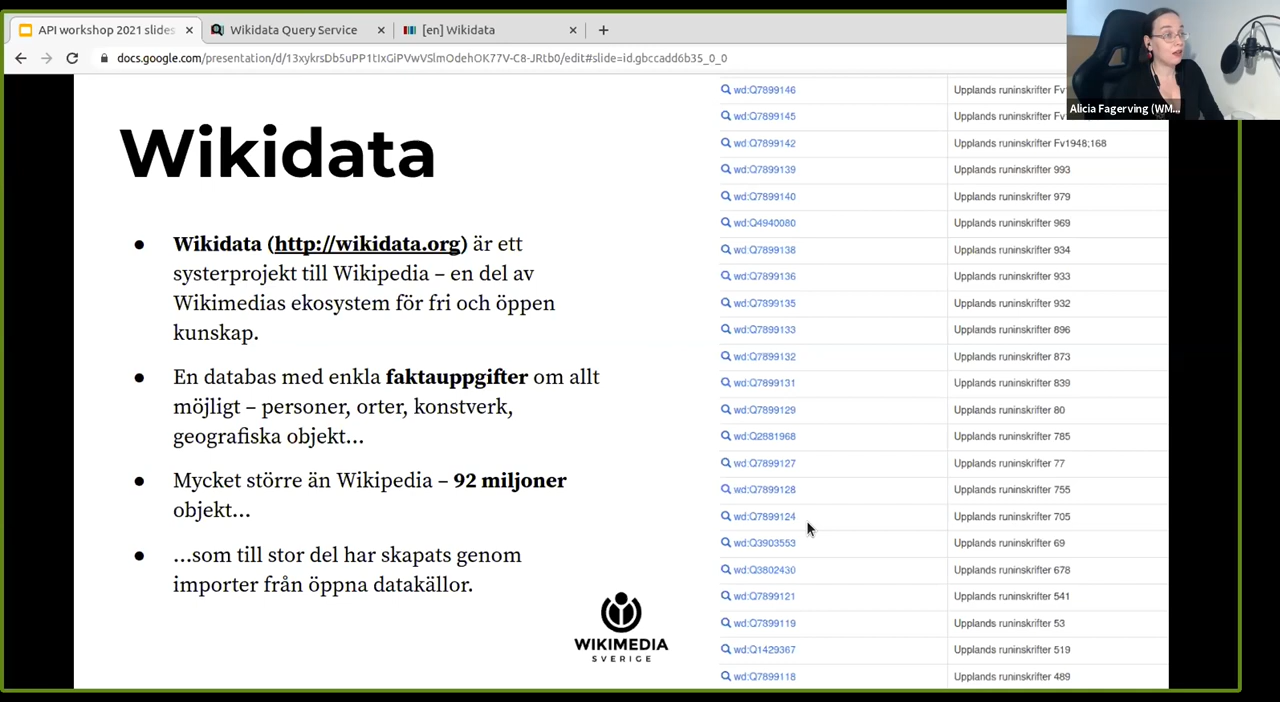 API workshop 2021 slides
Wikidata Query Service
[en] Wikidata
docs.google.com/presentation/d/13xykrsDb5uPP1tIxGiPVwVSlmOdehOK77V-C8-JRtb0/edit#slide=id.gbccadd6b35_0_0
Alicia Fagerving (WM...
Wikidata
Wikidata (http://wikidata.org) är ett
systerprojekt till Wikipedia – en del av
Wikimedias ekosystem för fri och öppen
kunskap.
En databas med enkla faktauppgifter om allt
möjligt – personer, orter, konstverk,
geografiska objekt...
Mycket större än Wikipedia – 92 miljoner
objekt...
...som till stor del har skapats genom
importer från öppna datakällor.
WIKIMEDIA
SVERIGE
wd:Q7899146 Upplands runinskrifter
wd:Q7899145 Upplands runinskrifter
wd:Q7899142 Upplands runinskrifter Fv1948;168
wd:Q7899139 Upplands runinskrifter 993
wd:Q7899140 Upplands runinskrifter 979
wd:Q4940080 Upplands runinskrifter 969
wd:Q7899138 Upplands runinskrifter 934
wd:Q7899136 Upplands runinskrifter 933
wd:Q7899135 Upplands runinskrifter 932
wd:Q7899133 Upplands runinskrifter 896
wd:Q7899132 Upplands runinskrifter 873
wd:Q7899131 Upplands runinskrifter 839
wd:Q7899129 Upplands runinskrifter 80
wd:Q2881968 Upplands runinskrifter 785
wd:Q7899127 Upplands runinskrifter 77
wd:Q7899128 Upplands runinskrifter 755
wd:Q7899124 Upplands runinskrifter 705
wd:Q3903553 Upplands runinskrifter 69
wd:Q3802430 Upplands runinskrifter 678
wd:Q7899121 Upplands runinskrifter 541
wd:Q7899119 Upplands runinskrifter 53
wd:Q1429367 Upplands runinskrifter 519
wd:Q7899118 Upplands runinskrifter 489